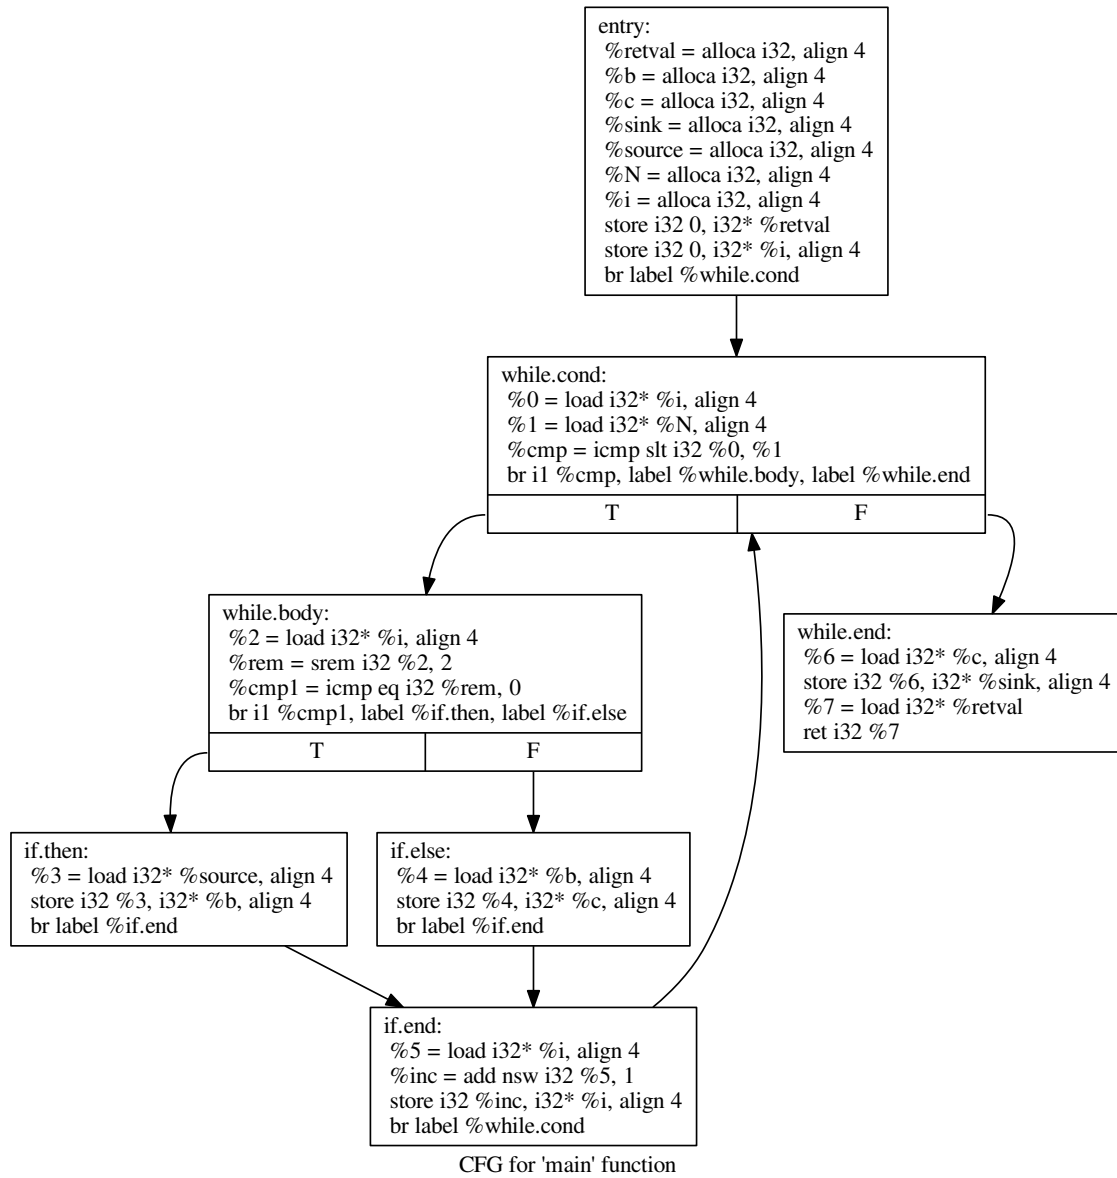 entry:
%retval = alloca i32, align 4
%b = alloca i32, align 4
%c = alloca i32, align 4
%sink = alloca i32, align 4
%source = alloca i32, align 4
%N = alloca i32, align 4
%i = alloca i32, align 4
store i32 0, i32* %retval
store i32 0, i32* %i, align 4
br label %while.cond
while.cond:
%0 = load i32* %i, align 4
%1 = load i32* %N, align 4
%cmp = icmp slt i32 %0, %1
br i1 %cmp, label %while.body, label %while.end
T
F
while.body:
%2 = load i32* %i, align 4
%rem = srem i32 %2, 2
%cmp1 = icmp eq i32 %rem, 0
br i1 %cmp1, label %if.then, label %if.else
T
F
while.end:
%6 = load i32* %c, align 4
store i32 %6, i32* %sink, align 4
%7 = load i32* %retval
ret i32 %7
if.then:
%3 = load i32* %source, align 4
store i32 %3, i32* %b, align 4
br label %if.end
if.else:
%4 = load i32* %b, align 4
store i32 %4, i32* %c, align 4
br label %if.end
if.end:
%5 = load i32* %i, align 4
%inc = add nsw i32 %5, 1
store i32 %inc, i32* %i, align 4
br label %while.cond
CFG for 'main' function